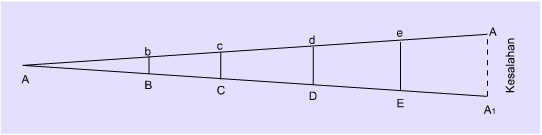 b c d e A
A
B C D E A1
Kesalahan